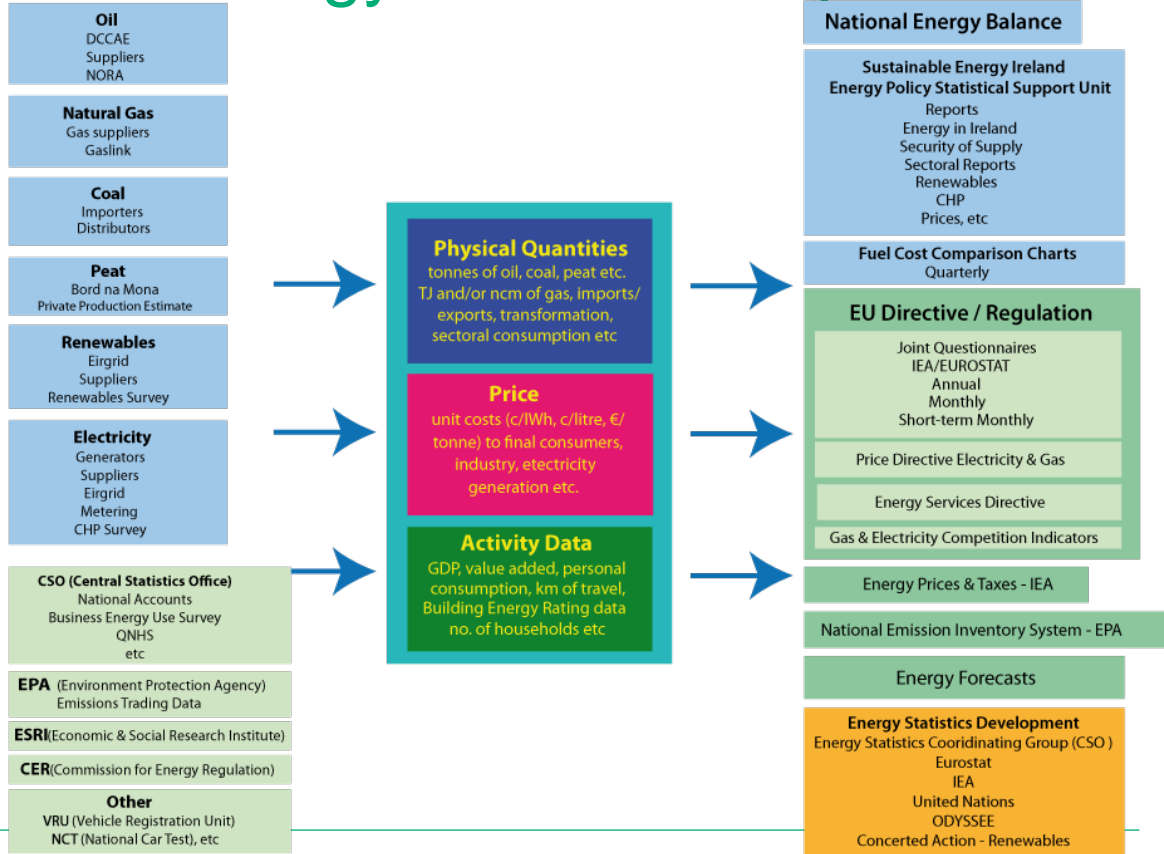 gy
Oil
DCCAE
Suppliers
NORA
Natural Gas
Gas suppliers
Gaslink
Coal
Importers
Distributors
Peat
Bord na Mona
Private Production Estimate
Renewables
Eirgrid
Suppliers
Renewables Survey
Electricity
Generators
Suppliers
Eirgrid
Metering
CHP Survey
CSO (Central Statistics Office)
National Accounts
Business Energy Use Survey
QNHS
etc
EPA (Environment Protection Agency)
Emissions Trading Data
ESRI(Economic & Social Research Institute)
CER(Commission for Energy Regulation)
Other
VRU (Vehicle Registration Unit)
NCT (National Car Test), etc
Physical Quantities
tonnes of oil, coal, peat etc.
TJ and/or ncm of gas, imports/
exports, transformation,
sectoral consumption etc
Price
unit costs (c/lWh, c/litre, €/
tonne) to final consumers,
industry, etectricity
generation etc.
Activity Data
GDP, value added, personal
consumption, km of travel,
Building Energy Rating data
no. of households etc
National Energy Balance
Sustainable Energy Ireland
Energy Policy Statistical Support Unit
Reports
Energy in Ireland
Security of Supply
Sectoral Reports
Renewables
CHP
Prices, etc
Fuel Cost Comparison Charts
Quarterly
EU Directive / Regulation
Joint Questionnaires
IEA/EUROSTAT
Annual
Monthly
Short-term Monthly
Price Directive Electricity & Gas
Energy Services Directive
Gas & Electricity Competition Indicators
Energy Prices & Taxes - IEA
National Emission Inventory System - EPA
Energy Forecasts
Energy Statistics Development
Energy Statistics Cooridinating Group (CSO )
Eurostat
IEA
United Nations
ODYSSEE
Concerted Action - Renewables